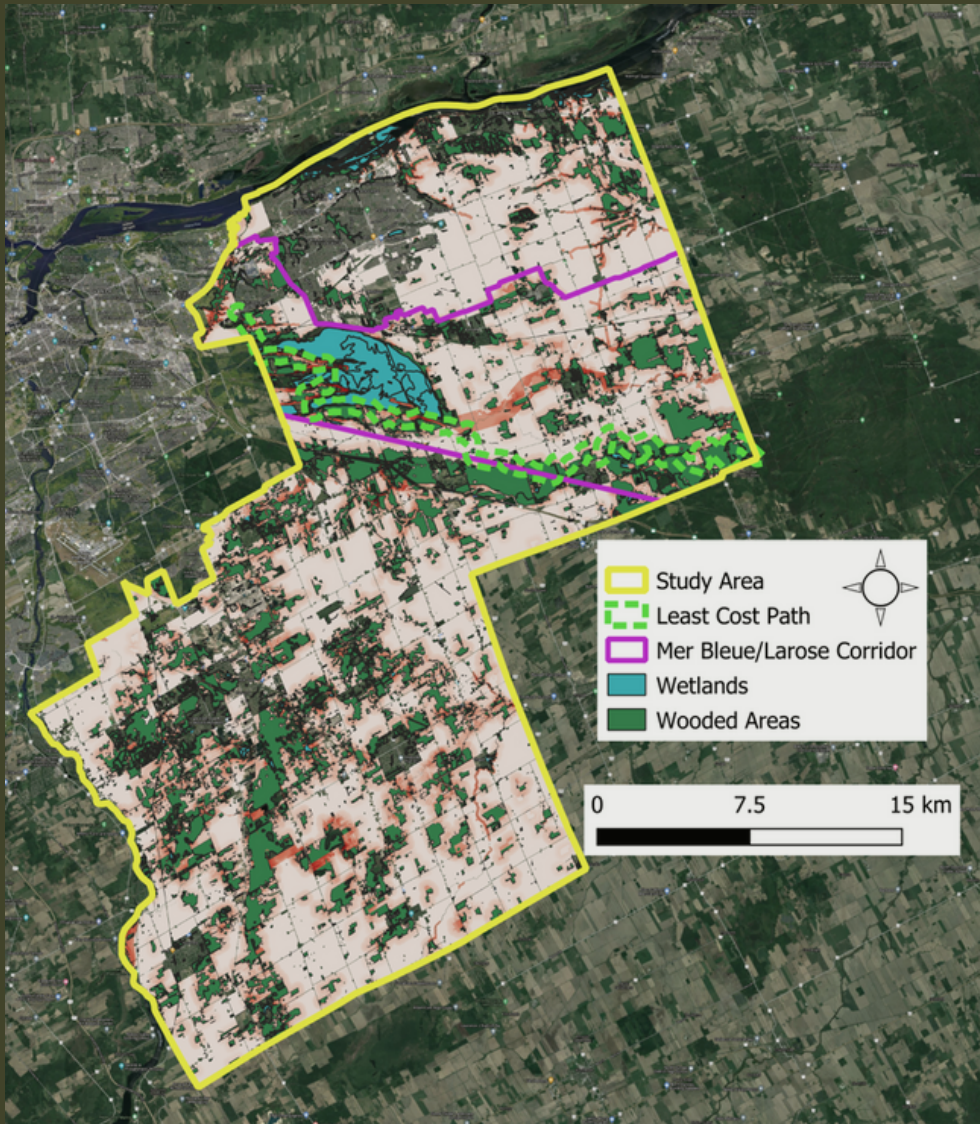 Study Area
Least Cost Path
Mer Bleue/Larose Corridor
Wetlands
Wooded Areas
0 7.5 15 km